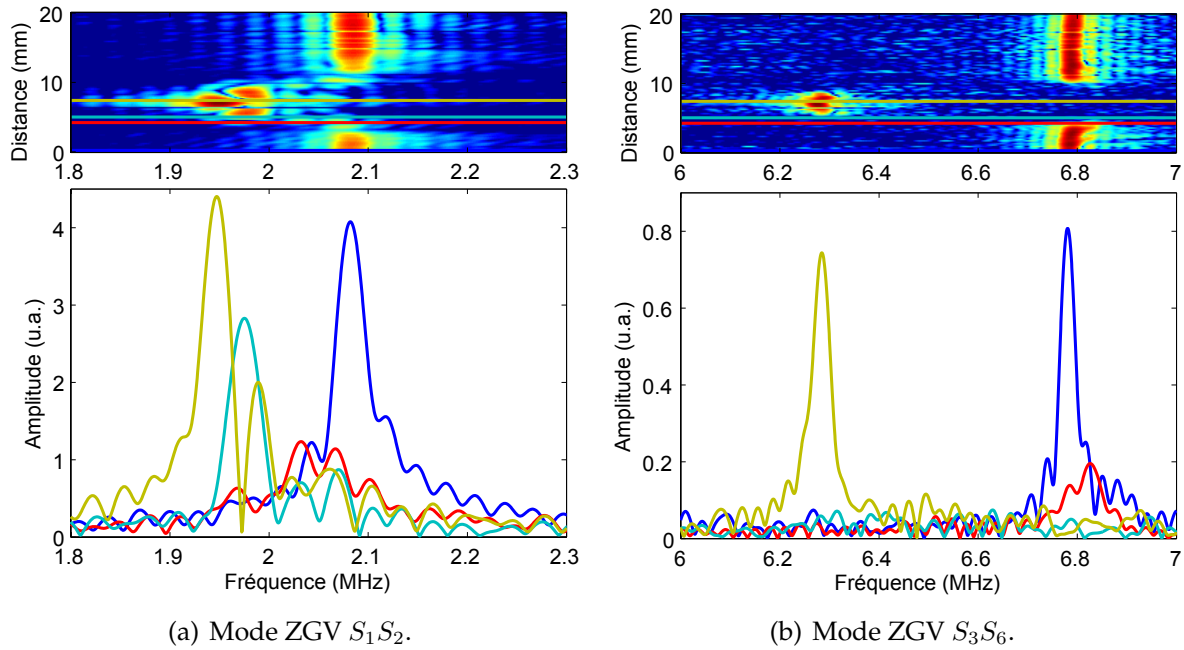 Distance (mm)
20
10
0
1.8 1.9 2 2.1 2.2 2.3
Amplitude (u.a.)
4
3
2
1
0
1.8 1.9 2 2.1 2.2 2.3
Fréquence (MHz)
(a) Mode ZGV S₁S₂.
Distance (mm)
20
10
0
6 6.2 6.4 6.6 6.8 7
Amplitude (u.a.)
0.8
0.6
0.4
0.2
0
6 6.2 6.4 6.6 6.8 7
Fréquence (MHz)
(b) Mode ZGV S₃S₆.